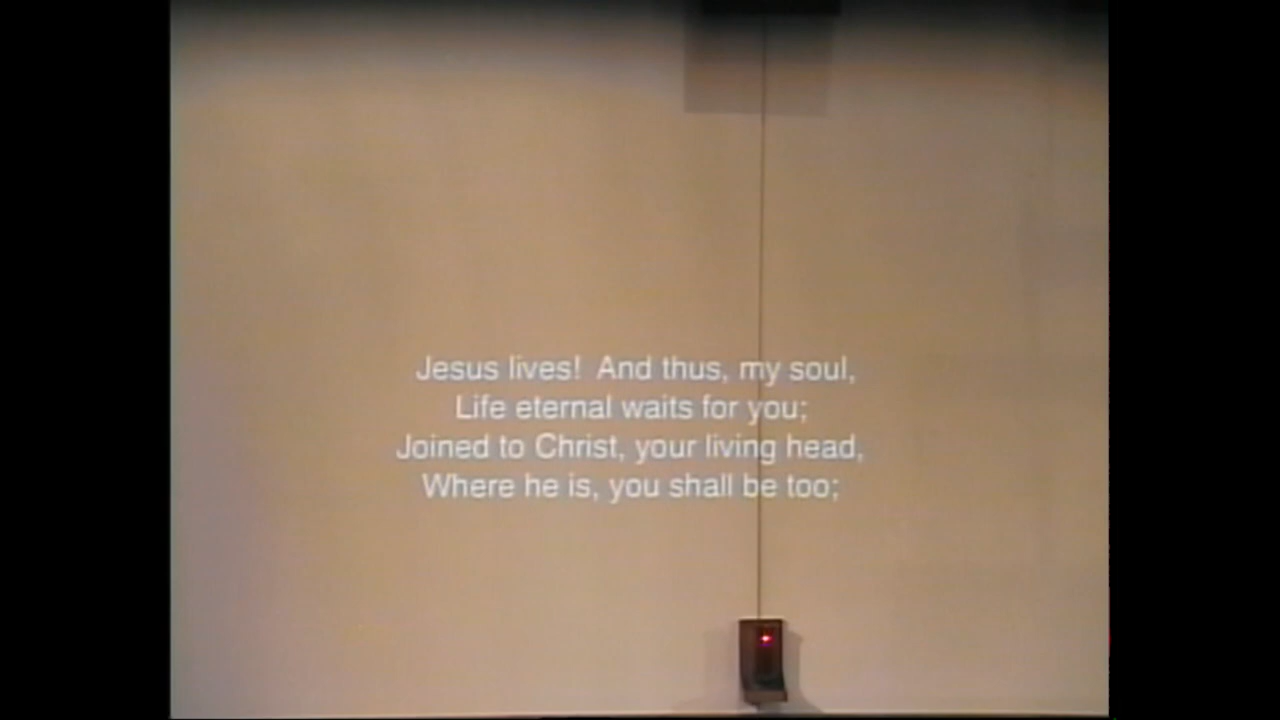 Jesus lives!  And thus, my soul,
Life eternal waits for you;
Joined to Christ, your living head,
Where he is, you shall be too;